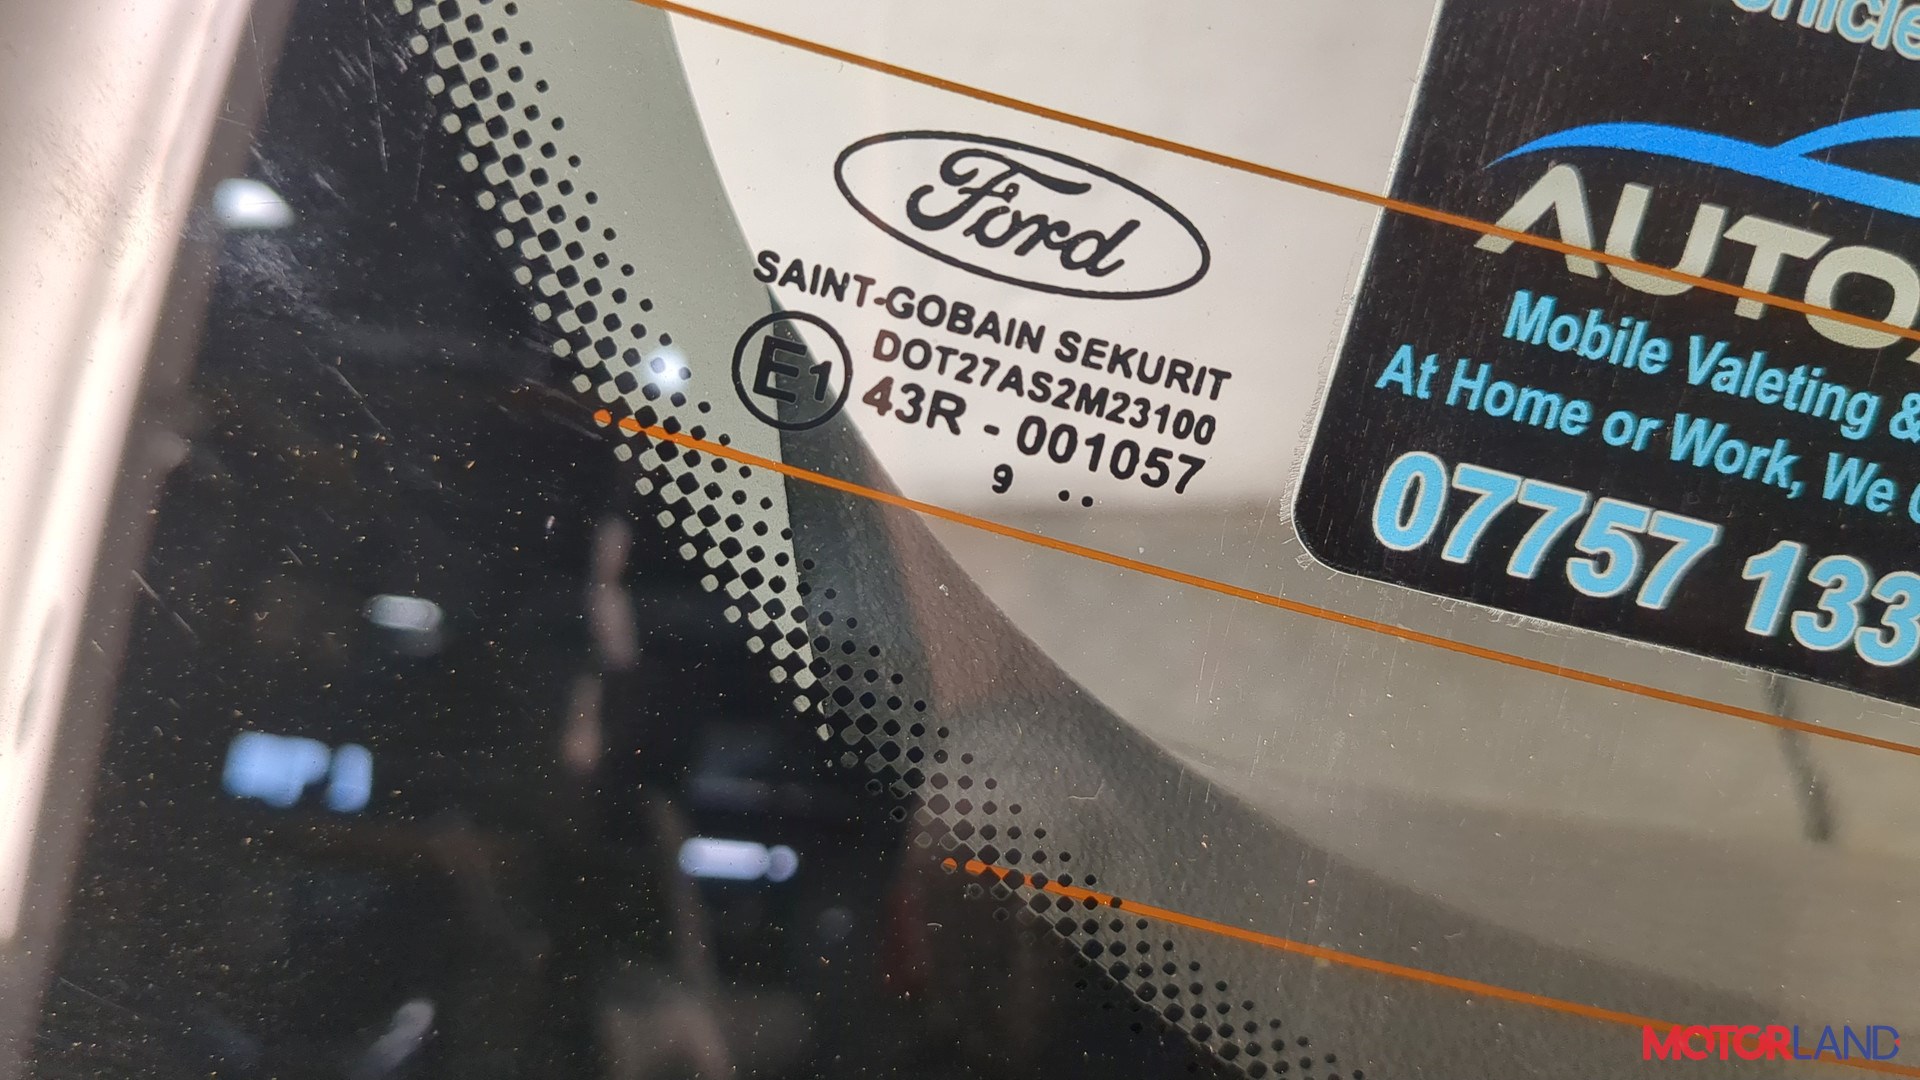 Ford
SAINT-GOBAIN SEKURIT
E1
DOT27AS2M23100
43R - 001057
9 ..
AUTO
Mobile Valeting &
At Home or Work, We
07757 133
MOTORLAND